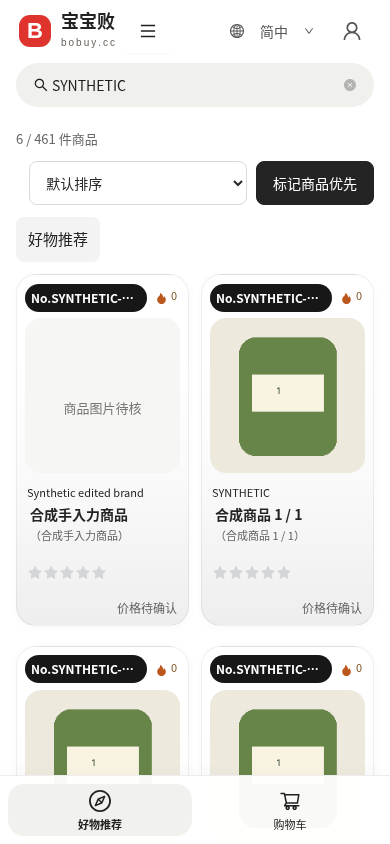 B 宝宝败
bobuy.cc
简中
SYNTHETIC
6 / 461 件商品
默认排序
标记商品优先
好物推荐
No.SYNTHETIC-… 0
No.SYNTHETIC-… 0
商品图片待核
1
Synthetic edited brand
合成手入力商品
（合成手入力商品）
价格待确认
SYNTHETIC
合成商品 1 / 1
（合成商品 1 / 1）
价格待确认
No.SYNTHETIC-… 0
No.SYNTHETIC-… 0
1
1
好物推荐
购物车